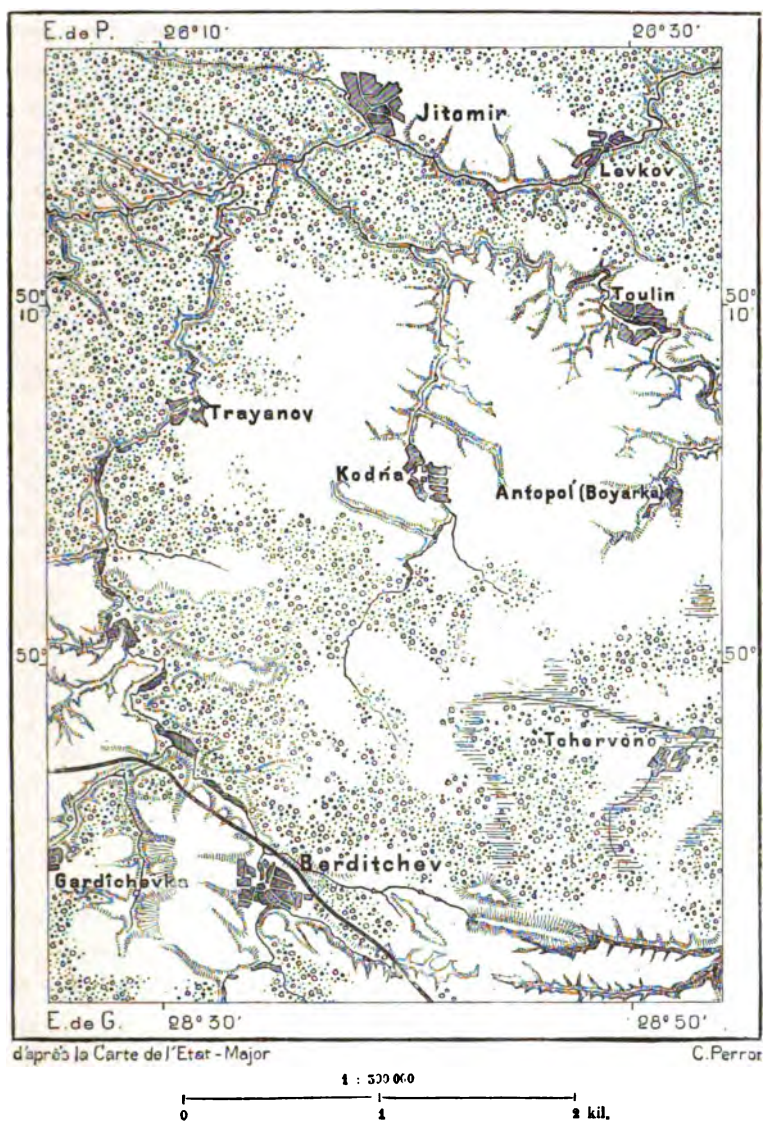 E. de P. 26°10' 26°30'
Jitomir
Levkov
50° 10' 50° 10'
Toulin
Trayanov
Kodna
Antopol' (Boyarka)
50° 50°
Tchervono
Berditchev
Gardichevka
E. de G. 28°30' 28°50'
d'après la Carte de l'Etat-Major C. Perron
1 : 300 000
0 1 2 kil.